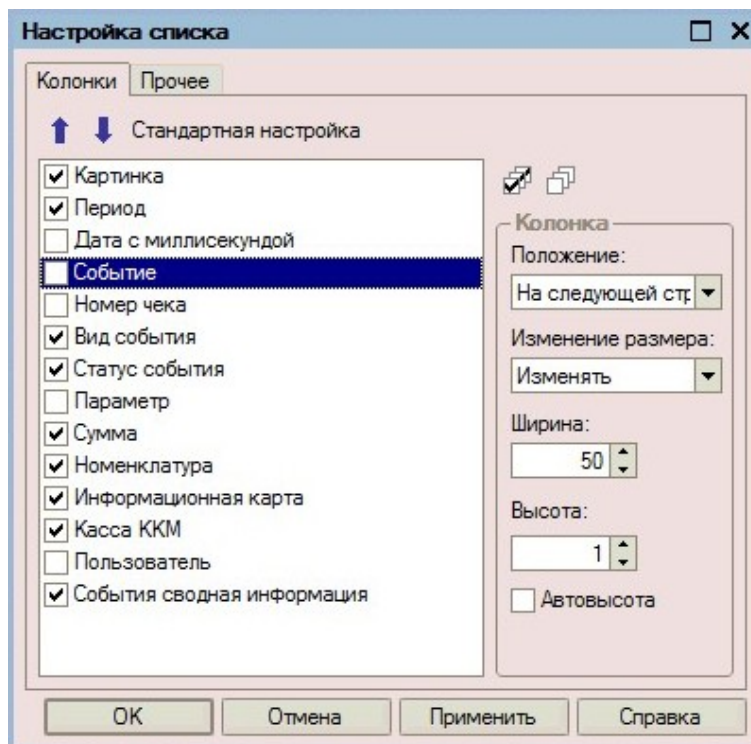 Настройка списка
Колонки
Прочее
Стандартная настройка
Картинка
Период
Дата с миллисекундой
Событие
Номер чека
Вид события
Статус события
Параметр
Сумма
Номенклатура
Информационная карта
Касса ККМ
Пользователь
События сводная информация
Колонка
Положение:
На следующей стр
Изменение размера:
Изменять
Ширина:
50
Высота:
1
Автовысота
OK
Отмена
Применить
Справка